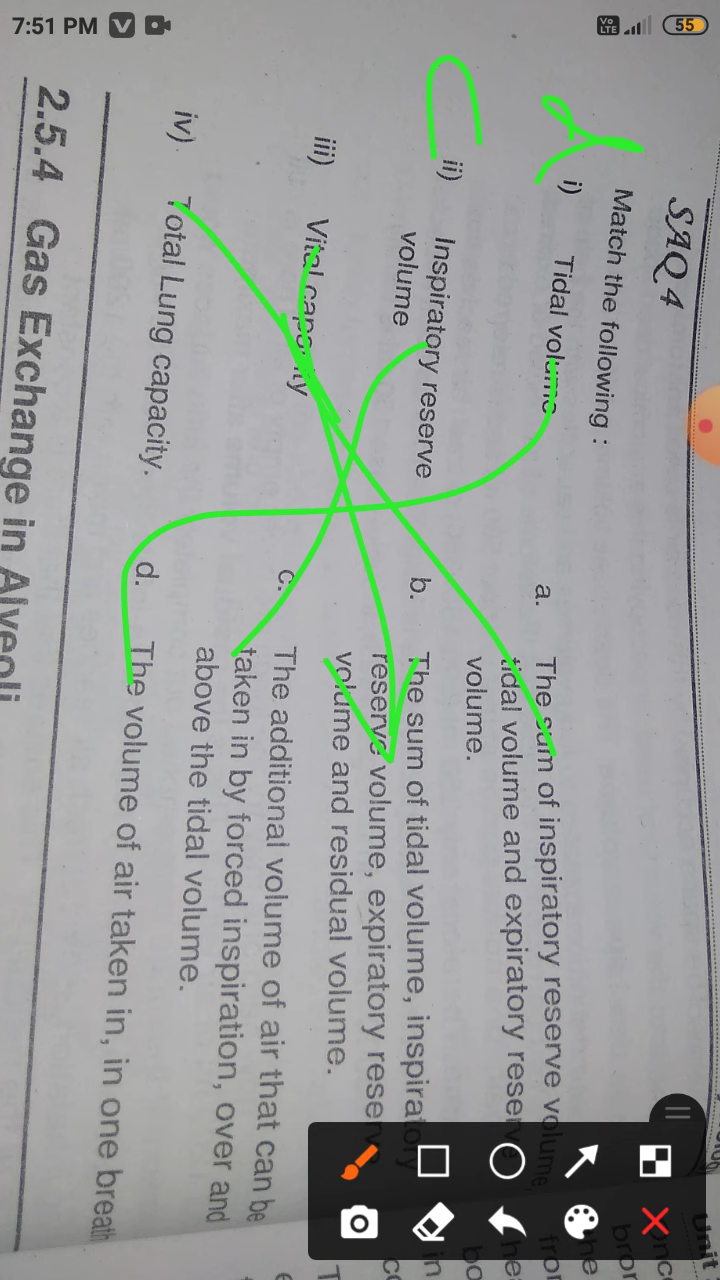 7:51 PM
Vo
LTE
55
SAQ 4
Match the following :
i) Tidal volume
ii) Inspiratory reserve
volume
iii) Vital capacity
iv). Total Lung capacity.
a. The sum of inspiratory reserve volume,
tidal volume and expiratory reserve
volume.
b. The sum of tidal volume, inspiratory
reserve volume, expiratory reserve
volume and residual volume.
c. The additional volume of air that can be
taken in by forced inspiration, over and
above the tidal volume.
d. The volume of air taken in, in one breath
2.5.4 Gas Exchange in Alveoli
Unit